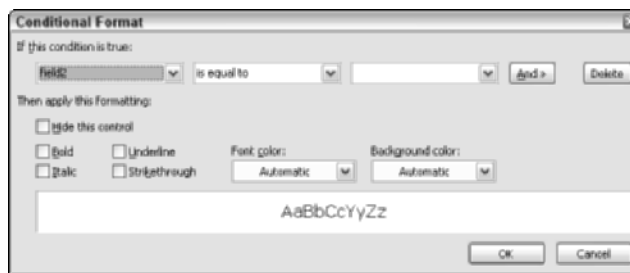 Conditional Format
If this condition is true:
field2 is equal to And » Delete
Then apply this formatting:
Hide this control
Bold Underline Font color: Background color:
Italic Strikethrough Automatic Automatic
AaBbCcYyZz
OK Cancel